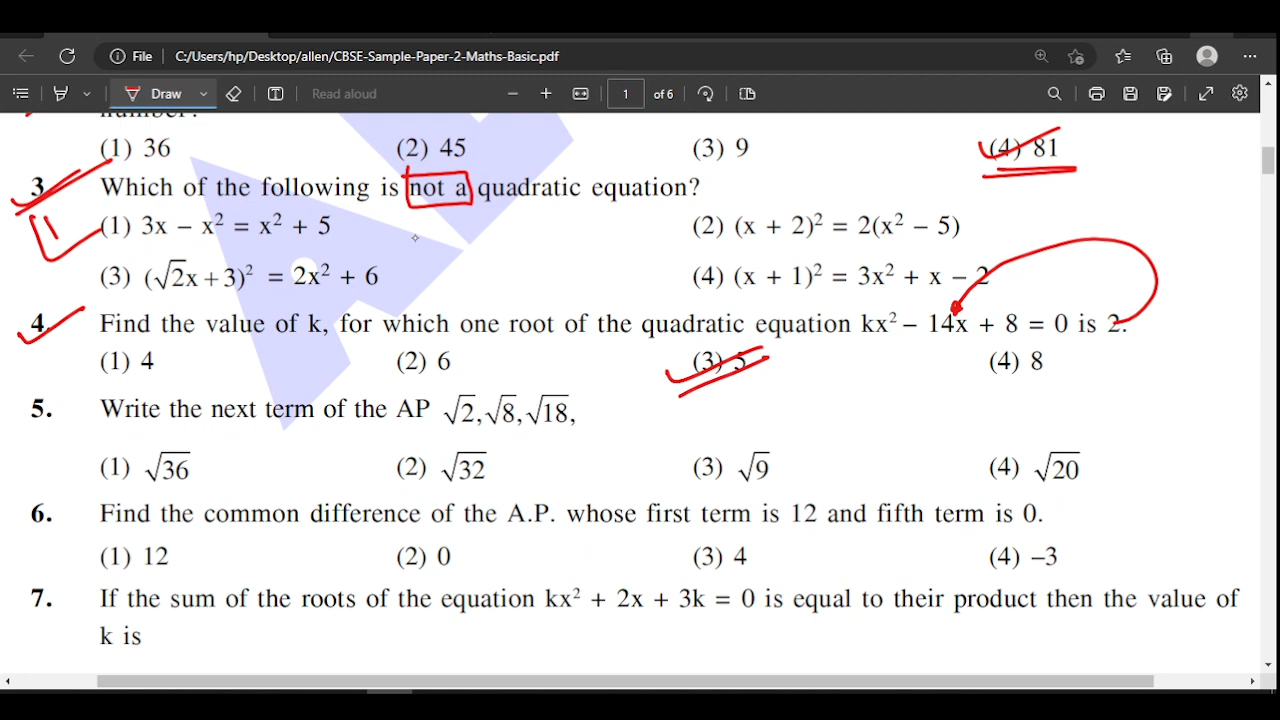 File C:/Users/hp/Desktop/allen/CBSE-Sample-Paper-2-Maths-Basic.pdf
Draw Read aloud 1 of 6
number?
(1) 36 (2) 45 (3) 9 (4) 81
3. Which of the following is not a quadratic equation?
(1) 3x – x² = x² + 5 (2) (x + 2)² = 2(x² – 5)
(3) (√2x + 3)² = 2x² + 6 (4) (x + 1)² = 3x² + x – 2
4. Find the value of k, for which one root of the quadratic equation kx² – 14x + 8 = 0 is 2.
(1) 4 (2) 6 (3) 5 (4) 8
5. Write the next term of the AP √2, √8, √18,
(1) √36 (2) √32 (3) √9 (4) √20
6. Find the common difference of the A.P. whose first term is 12 and fifth term is 0.
(1) 12 (2) 0 (3) 4 (4) –3
7. If the sum of the roots of the equation kx² + 2x + 3k = 0 is equal to their product then the value of
k is